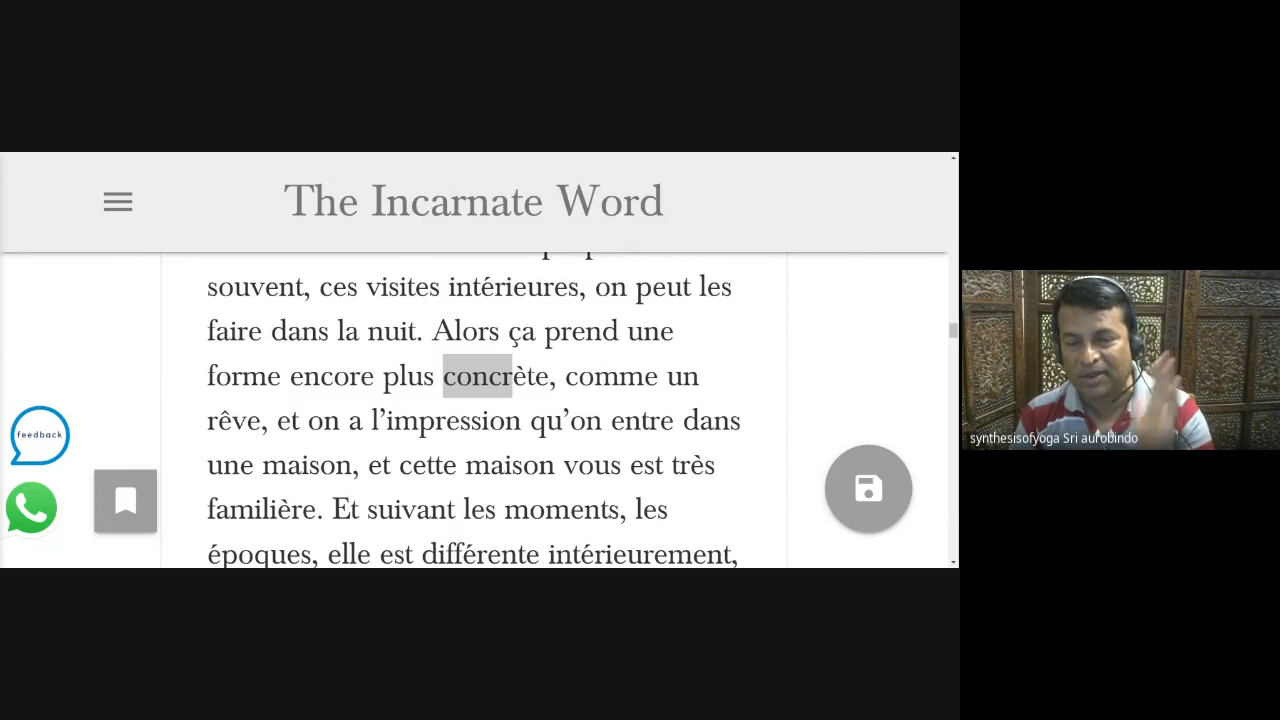 The Incarnate Word
souvent, ces visites intérieures, on peut les
faire dans la nuit. Alors ça prend une
forme encore plus concrète, comme un
rêve, et on a l’impression qu’on entre dans
une maison, et cette maison vous est très
familière. Et suivant les moments, les
époques, elle est différente intérieurement,
feedback
synthesisofyoga Sri aurobindo